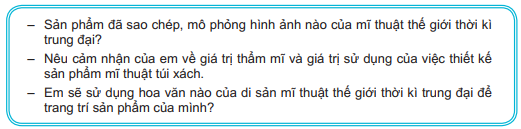 – Sản phẩm đã sao chép, mô phỏng hình ảnh nào của mĩ thuật thế giới thời kì
trung đại?
– Nêu cảm nhận của em về giá trị thẩm mĩ và giá trị sử dụng của việc thiết kế
sản phẩm mĩ thuật túi xách.
– Em sẽ sử dụng hoa văn nào của di sản mĩ thuật thế giới thời kì trung đại để
trang trí sản phẩm của mình?